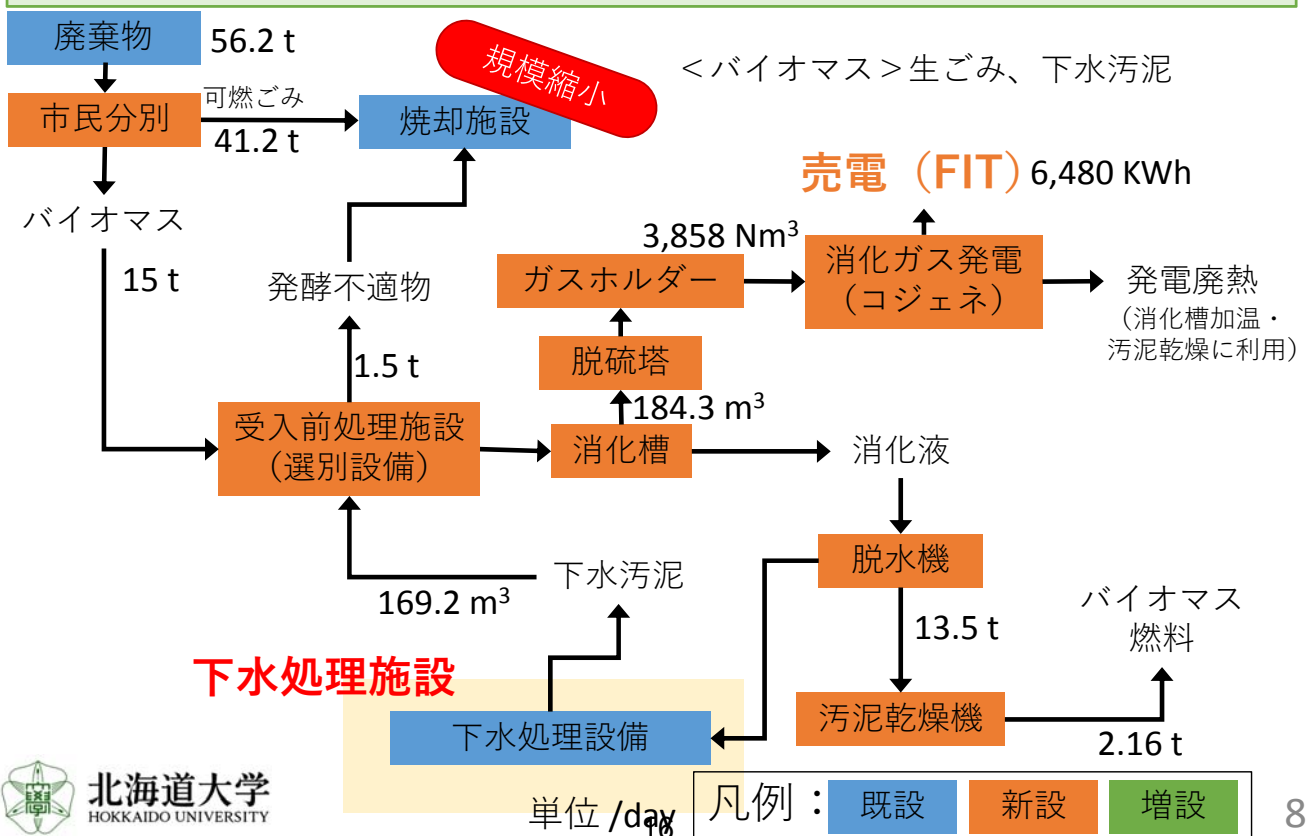 廃棄物
56.2 t
規模縮小
＜バイオマス＞生ごみ、下水汚泥
市民分別
可燃ごみ
41.2 t
焼却施設
売電（FIT）6,480 KWh
バイオマス
15 t
発酵不適物
1.5 t
3,858 Nm³
ガスホルダー
消化ガス発電
（コジェネ）
発電廃熱
（消化槽加温・
汚泥乾燥に利用）
脱硫塔
184.3 m³
受入前処理施設
（選別設備）
消化槽
消化液
脱水機
下水汚泥
169.2 m³
13.5 t
バイオマス
燃料
下水処理施設
下水処理設備
汚泥乾燥機
2.16 t
北海道大学
HOKKAIDO UNIVERSITY
単位 /day
16
凡例：
既設
新設
増設
8